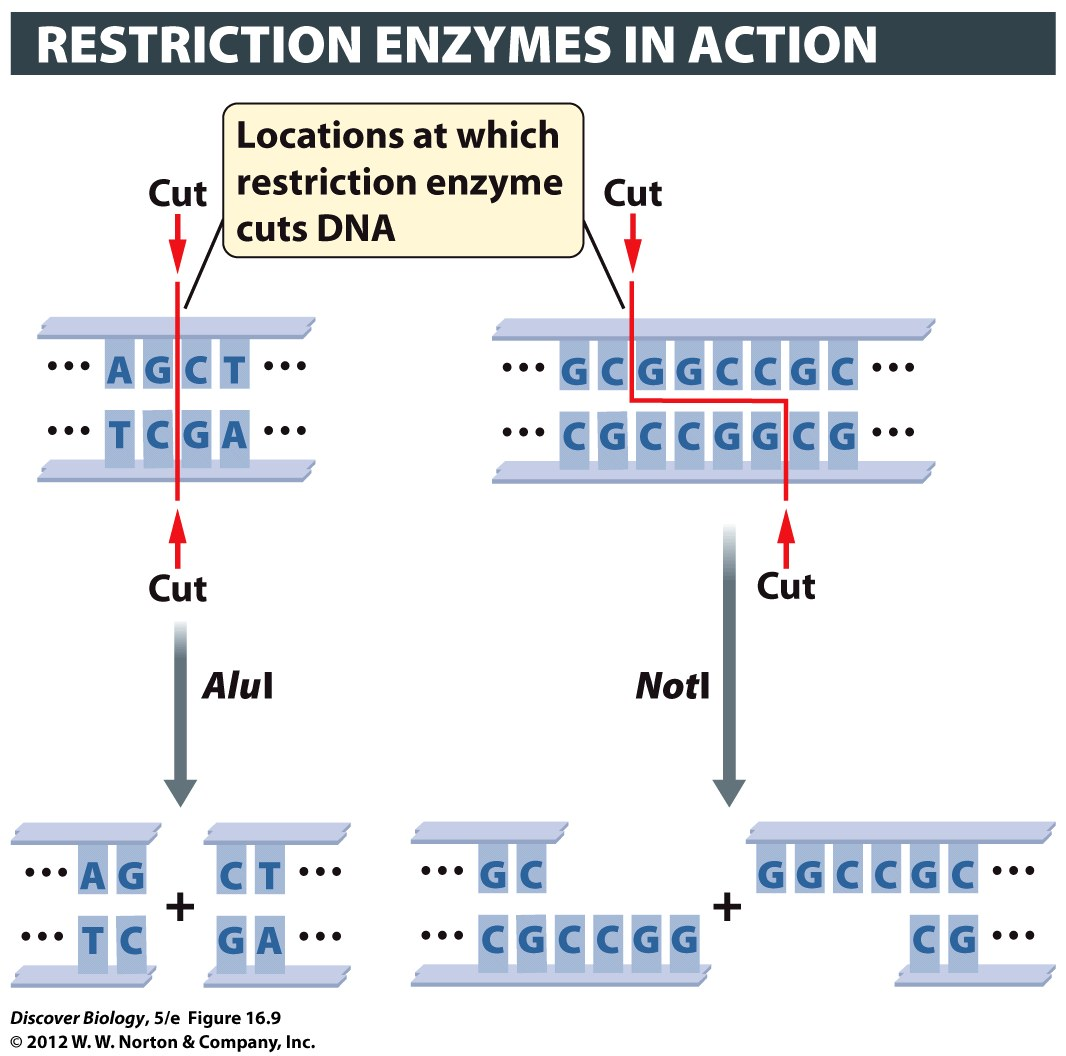 RESTRICTION ENZYMES IN ACTION
Locations at which
restriction enzyme
cuts DNA
Cut
Cut
••• A G C T •••
••• T C G A •••
Cut
••• G C G G C C G C •••
••• C G C C G G C G •••
Cut
AluI
NotI
••• A G + C T •••
••• T C G A •••
••• G C + G G C C G C •••
••• C G C C G G C G •••
Discover Biology, 5/e Figure 16.9
© 2012 W. W. Norton & Company, Inc.